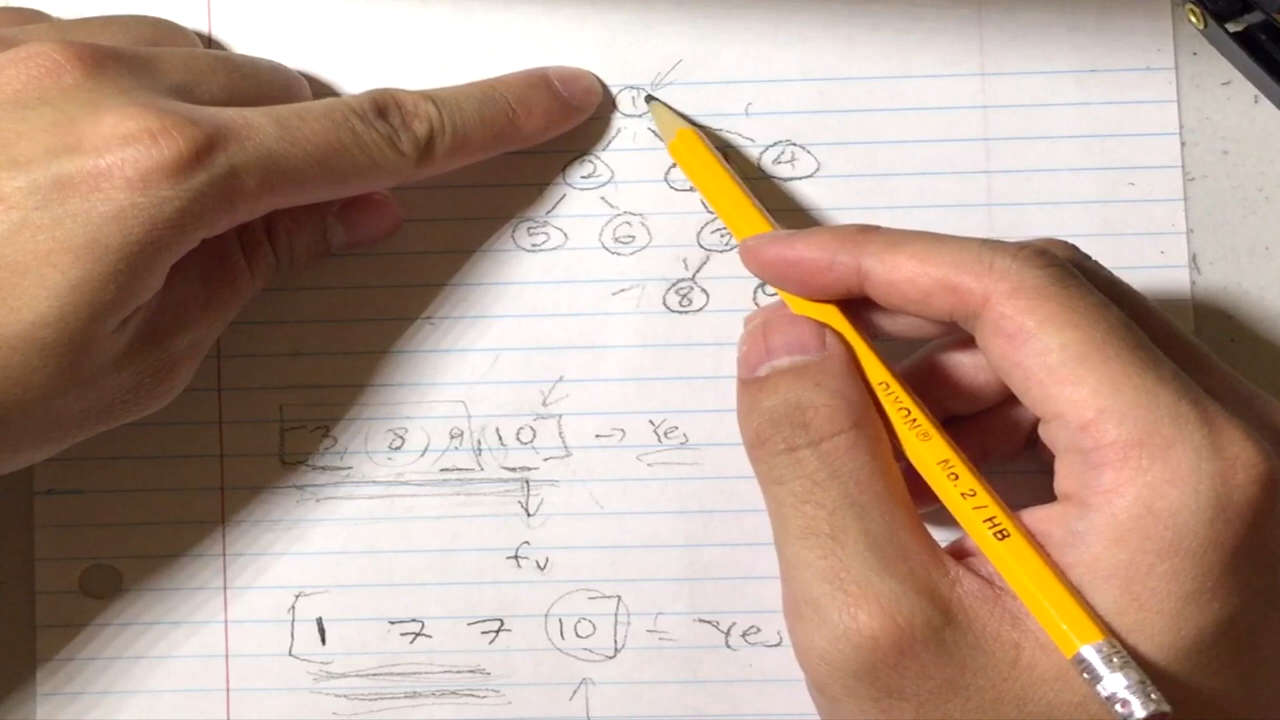 1
2 4
5 6 7
8
[3, (8) 9, 10] → Yes
fv
[1 7 7 10] = Yes
DIXON® No. 2 / HB